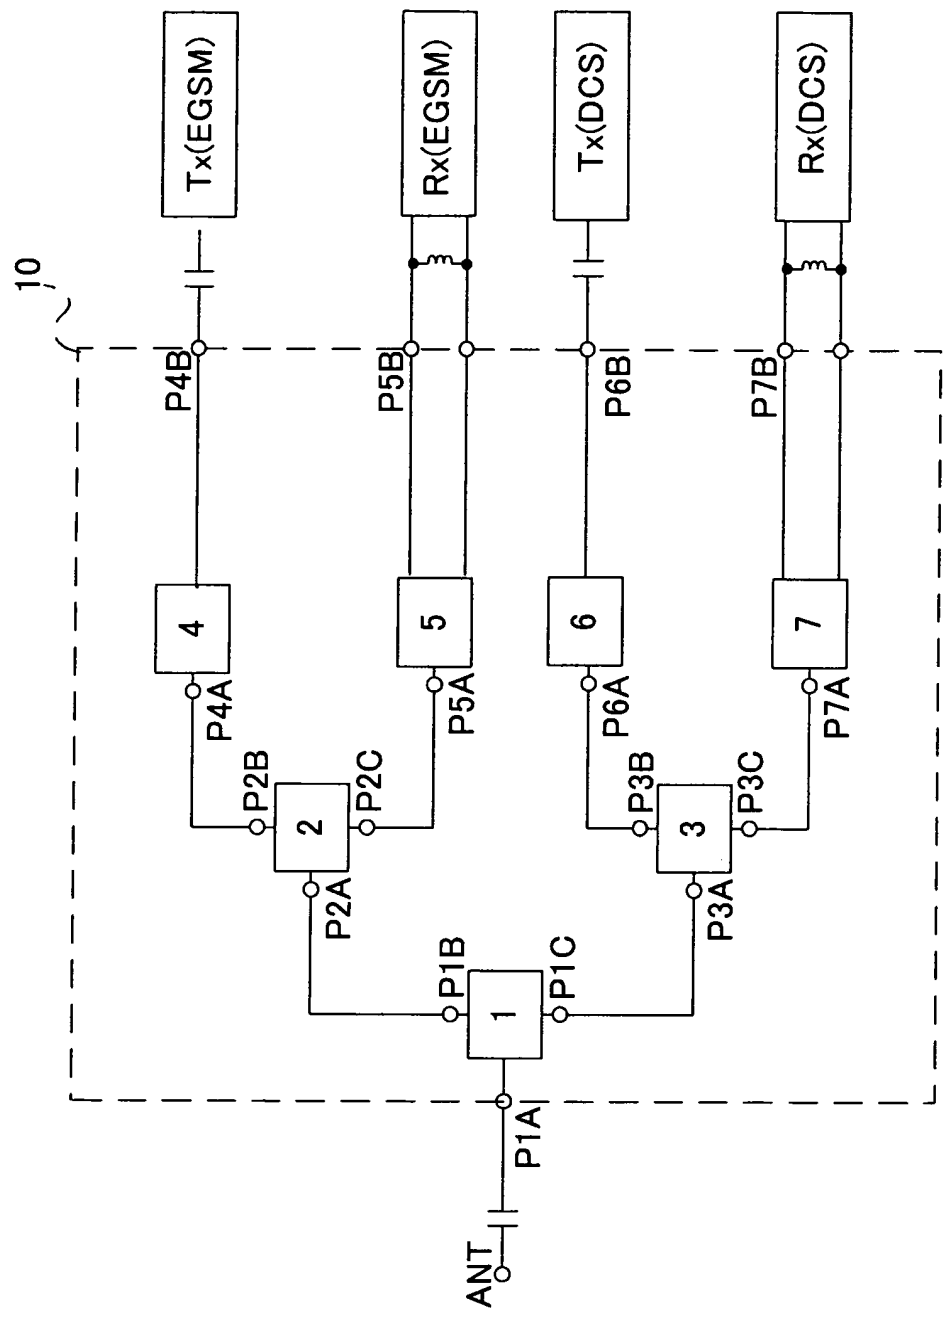 10
Tx(EGSM)
Rx(EGSM)
Tx(DCS)
Rx(DCS)
P4B
P5B
P6B
P7B
4
5
6
7
P4A
P5A
P6A
P7A
P2B
P2C
P3B
P3C
2
3
P2A
P3A
P1B
P1C
1
P1A
ANT